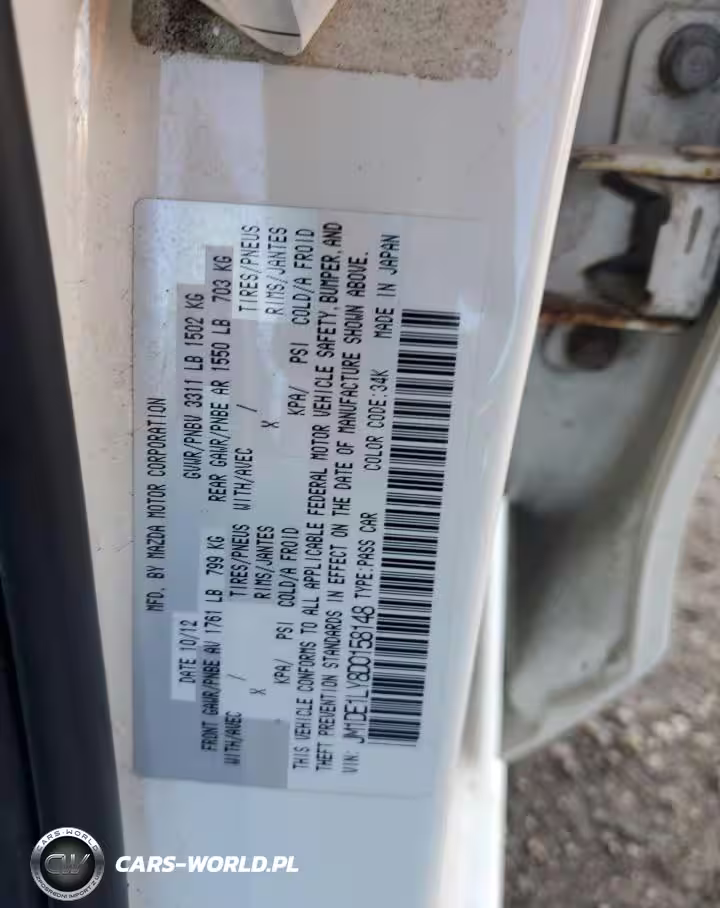 MFD. BY MAZDA MOTOR CORPORATION
DATE 10/12 GVWR/PNBV 3311 LB 1502 KG
FRONT GAWR/PNBE AV 1761 LB 799 KG REAR GAWR/PNBE AR 1550 LB 703 KG
WITH/AVEC / TIRES/PNEUS WITH/AVEC / TIRES/PNEUS
X RIMS/JANTES X RIMS/JANTES
KPA/ PSI COLD/A FROID KPA/ PSI COLD/A FROID
THIS VEHICLE CONFORMS TO ALL APPLICABLE FEDERAL MOTOR VEHICLE SAFETY, BUMPER, AND
THEFT PREVENTION STANDARDS IN EFFECT ON THE DATE OF MANUFACTURE SHOWN ABOVE.
VIN: JM1DE1LY8D0158148 TYPE:PASS CAR COLOR CODE:34K MADE IN JAPAN
CARS-WORLD
CW
CARS-WORLD.PL